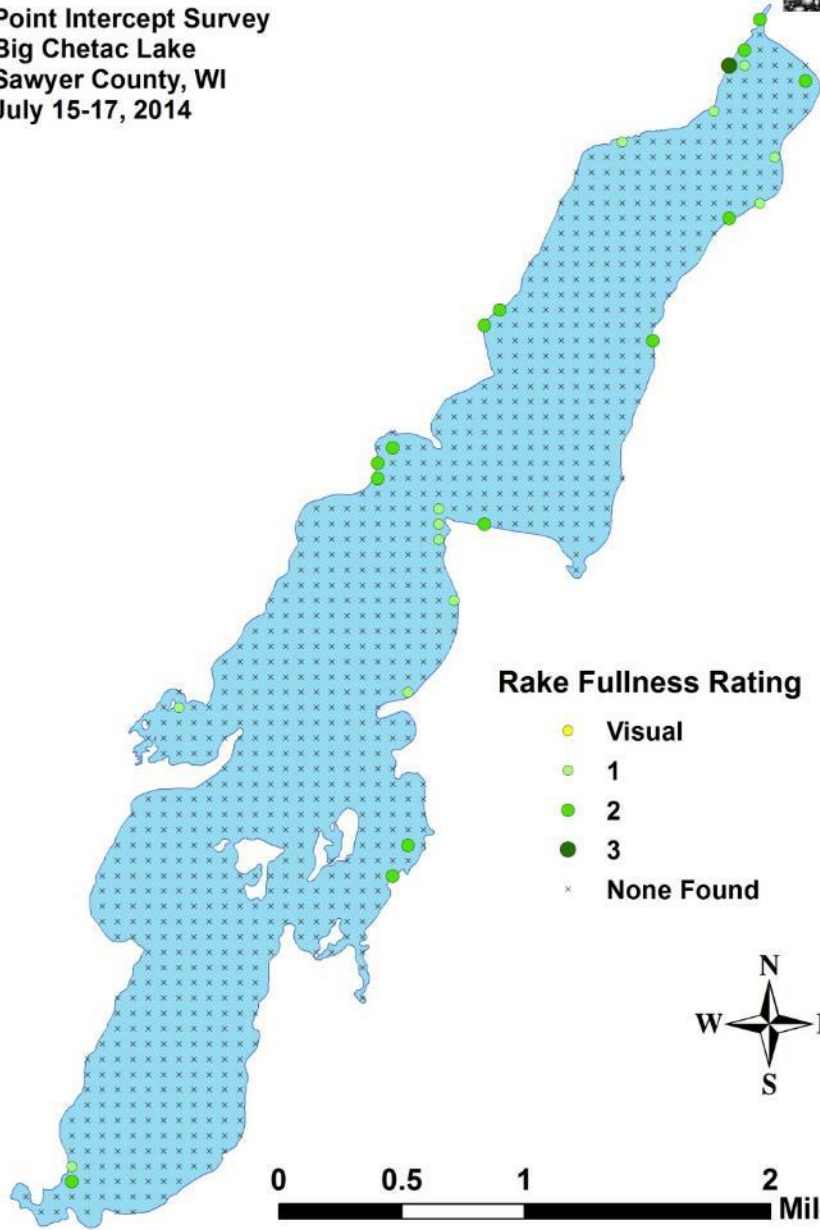 Point Intercept Survey
Big Chetac Lake
Sawyer County, WI
July 15-17, 2014
Rake Fullness Rating
Visual
1
2
3
None Found
N
W
S
0 0.5 1 2
Mil